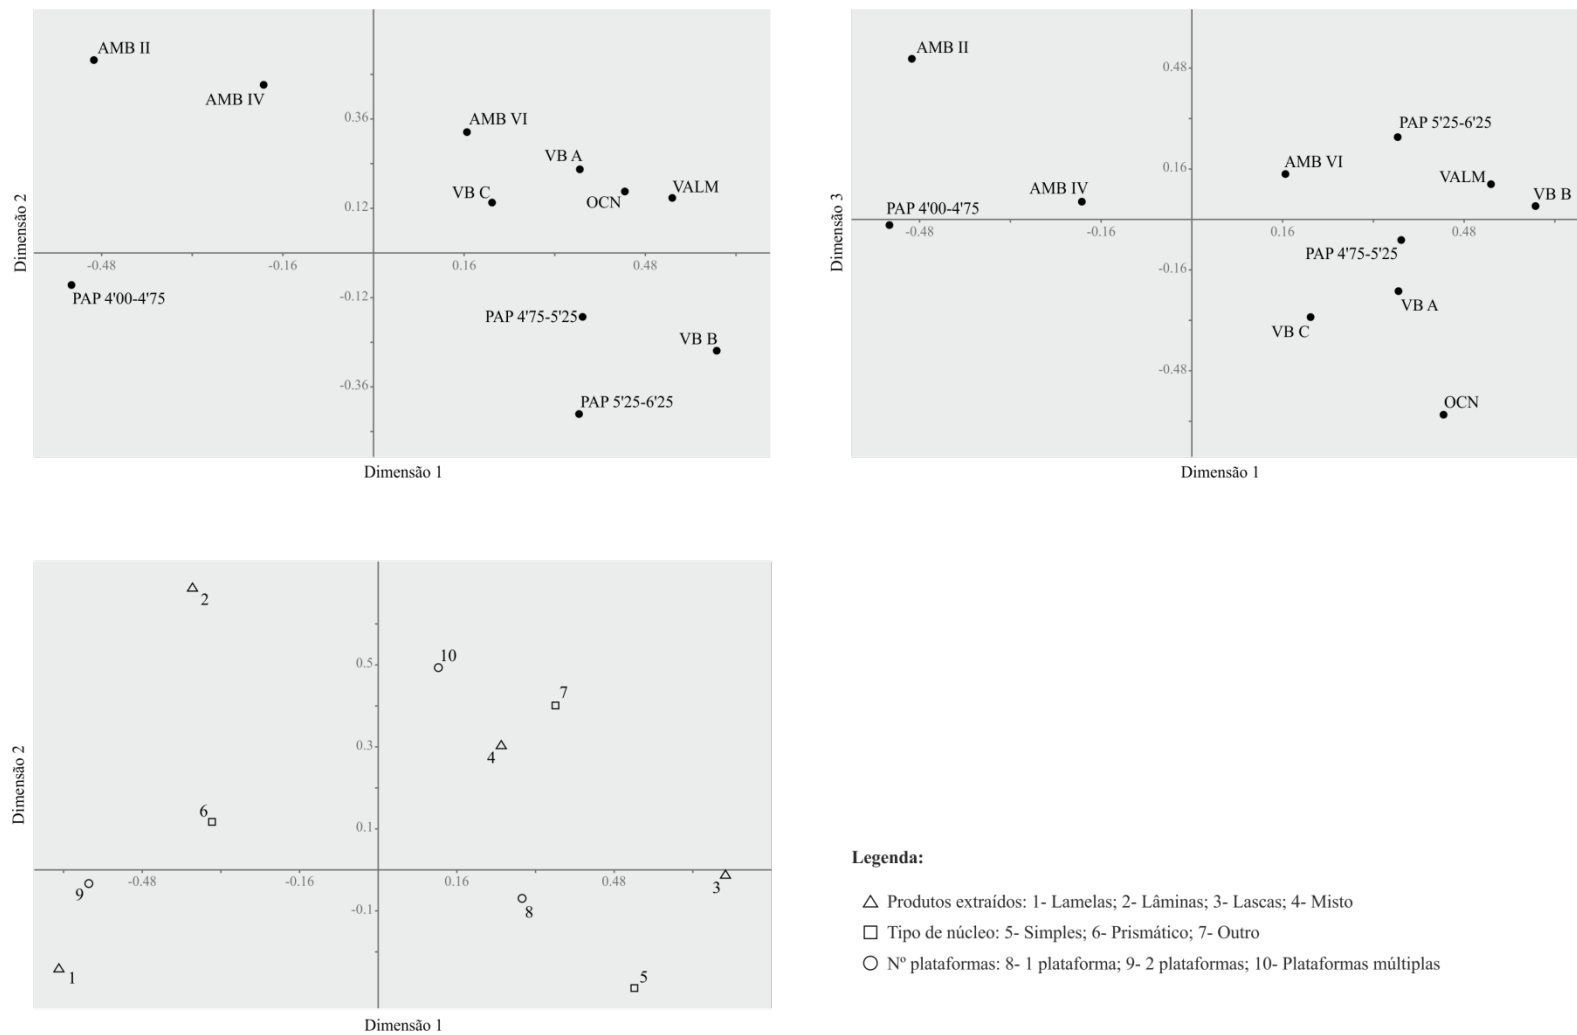 AMB II
AMB IV
AMB VI
0.36
VB A
VB C
OCN
VALM
0.12
-0.48
-0.16
0.16
0.48
PAP 4'00-4'75
-0.12
PAP 4'75-5'25
VB B
-0.36
PAP 5'25-6'25
Dimensão 2
Dimensão 1
AMB II
0.48
PAP 5'25-6'25
0.16
AMB VI
VALM
AMB IV
VB B
PAP 4'00-4'75
-0.48
-0.16
0.16
0.48
PAP 4'75-5'25
-0.16
VB A
VB C
-0.48
OCN
Dimensão 3
Dimensão 1
2
10
0.5
7
0.3
4
6
0.1
-0.48
-0.16
0.16
0.48
9
3
8
-0.1
1
5
Dimensão 2
Dimensão 1
Legenda:
Produtos extraídos: 1- Lamelas; 2- Lâminas; 3- Lascas; 4- Misto
Tipo de núcleo: 5- Simples; 6- Prismático; 7- Outro
Nº plataformas: 8- 1 plataforma; 9- 2 plataformas; 10- Plataformas múltiplas